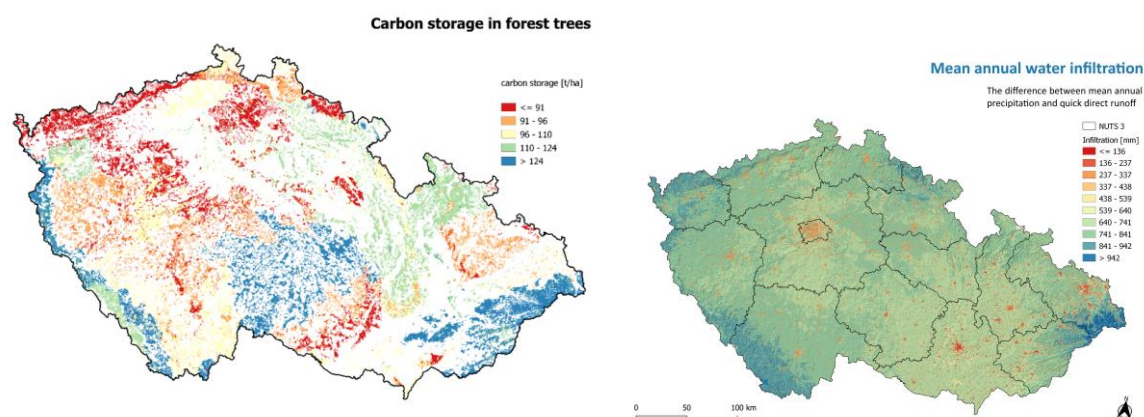 Carbon storage in forest trees
carbon storage [t/ha]
<= 91
91 - 96
96 - 110
110 - 124
> 124
Mean annual water infiltration
The difference between mean annual
precipitation and quick direct runoff
NUTS 3
Infiltration [mm]
<= 136
136 - 237
237 - 337
337 - 438
438 - 539
539 - 640
640 - 741
741 - 841
841 - 942
> 942
0 50 100 km